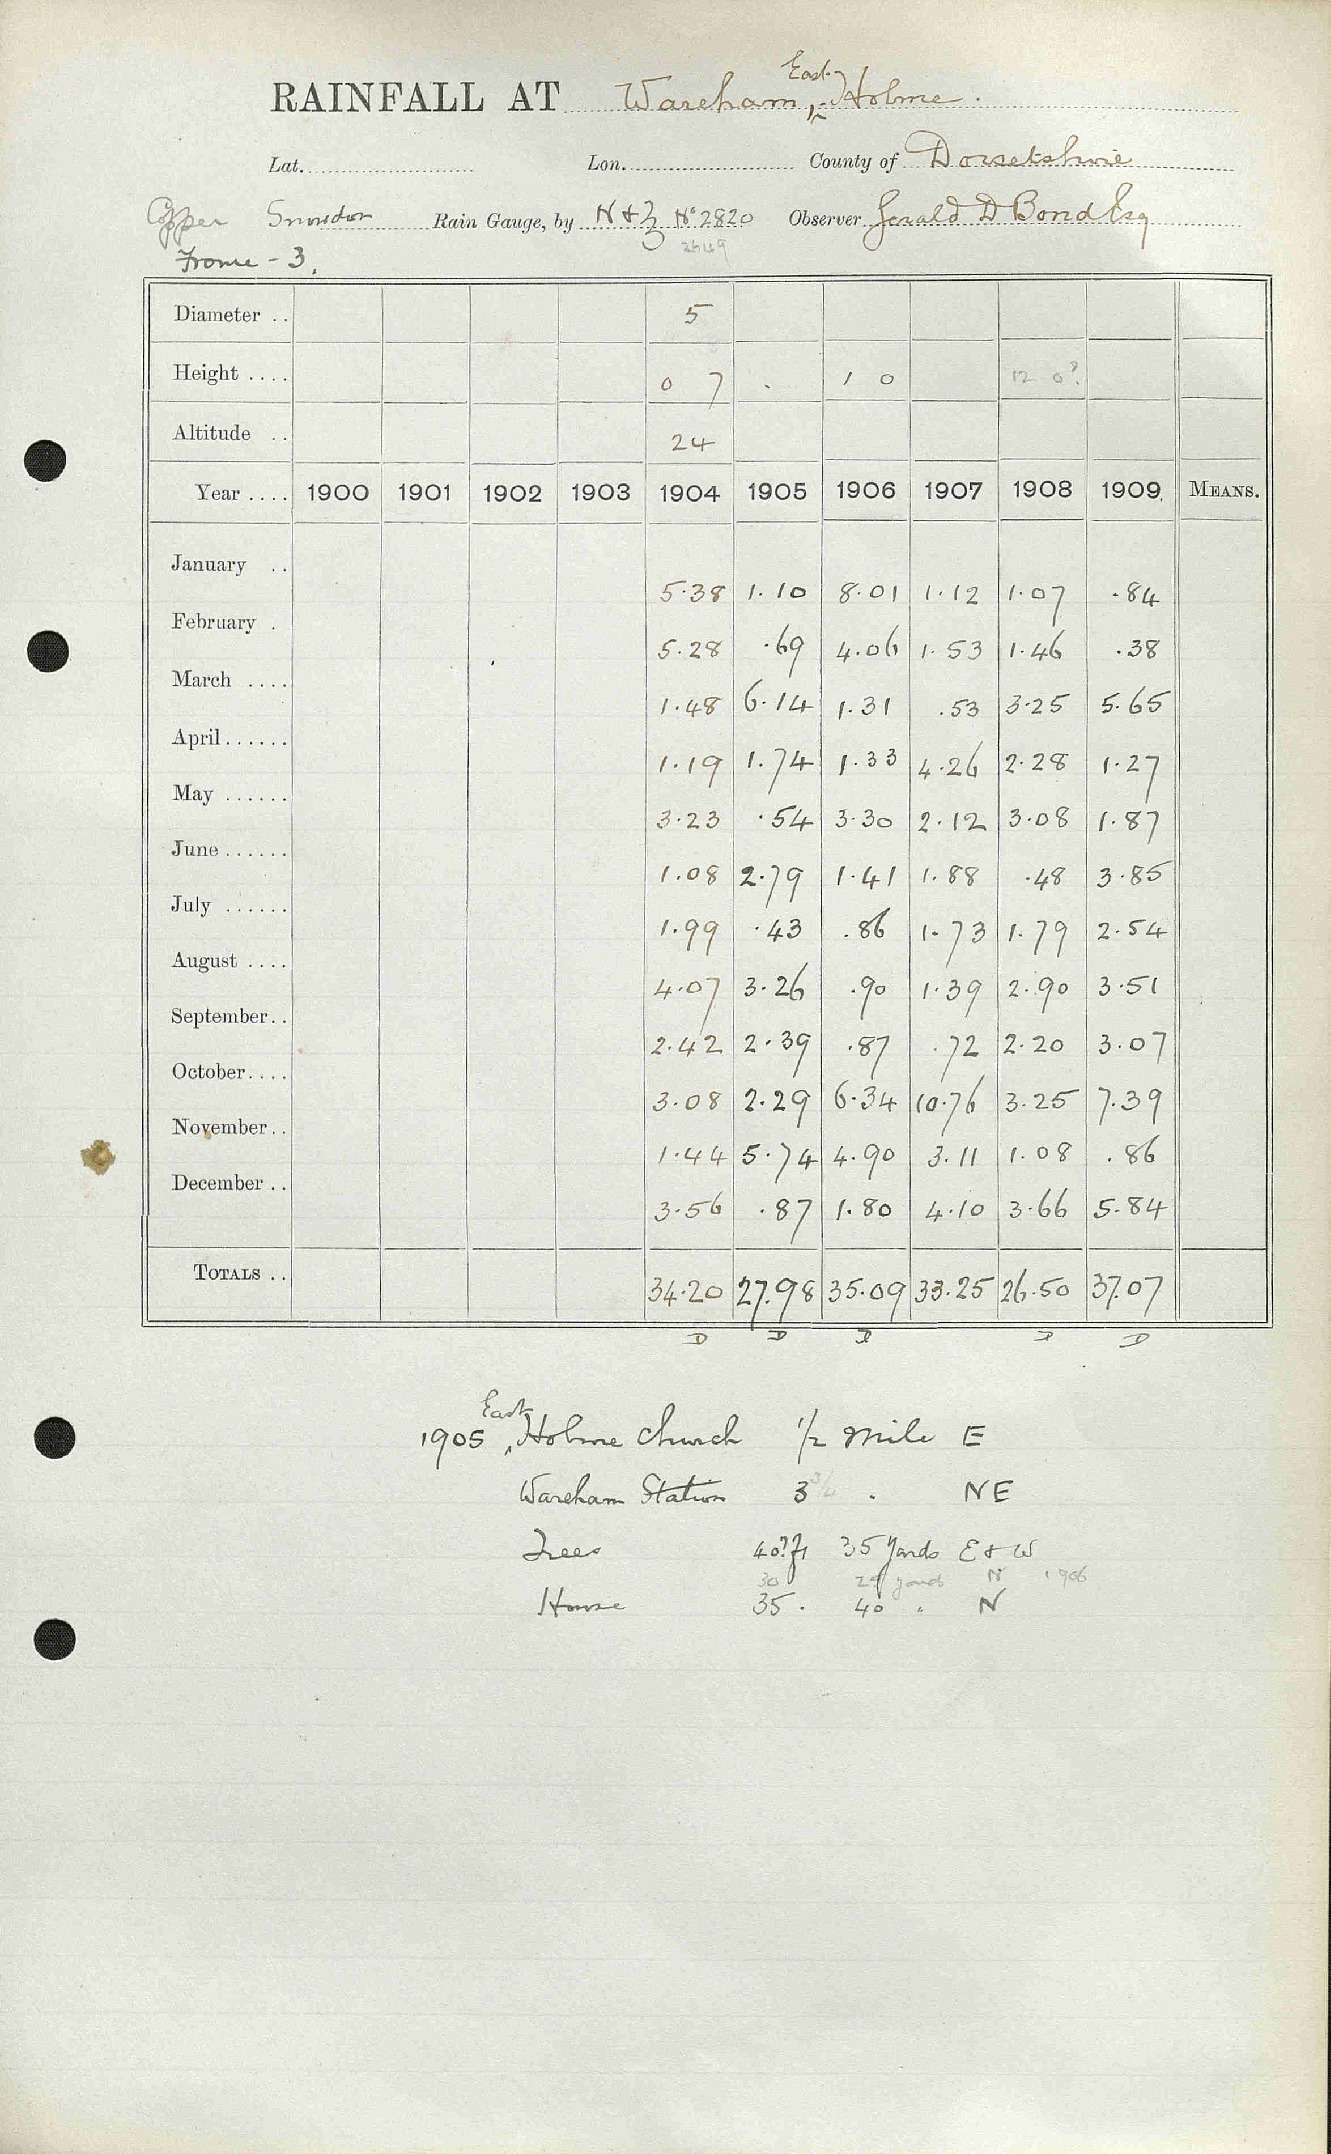 RAINFALL AT Wareham, East Holme.
Lat. Lon. County of Dorsetshire
Copper Snowdon Rain Gauge, by N & Z No 2820 Observer Gerald D Bond Esq
Frome - 3.
Diameter .. 5
Height .... 0 7 . 1 0 12 0?
Altitude .. 24
Year .... 1900 1901 1902 1903 1904 1905 1906 1907 1908 1909 MEANS.
January .. 5.38 1.10 8.01 1.12 1.07 .84
February . 5.28 .69 4.06 1.53 1.46 .38
March .... 1.48 6.14 1.31 .53 3.25 5.65
April...... 1.19 1.74 1.33 4.26 2.28 1.27
May ...... 3.23 .54 3.30 2.12 3.08 1.87
June ...... 1.08 2.79 1.41 1.88 .48 3.85
July ...... 1.99 .43 .86 1.73 1.79 2.54
August .... 4.07 3.26 .90 1.39 2.90 3.51
September.. 2.42 2.39 .87 .72 2.20 3.07
October.... 3.08 2.29 6.34 10.76 3.25 7.39
November.. 1.44 5.74 4.90 3.11 1.08 .86
December .. 3.56 .87 1.80 4.10 3.66 5.84
TOTALS .. 34.20 27.98 35.09 33.25 26.50 37.07
D D D D D
1905 East Holme Church 1/2 mile E
Wareham Station 3 3/4 . NE
Trees 40? ft 35 yards E & W
30 yards N 1906
House 35 . 40 " N